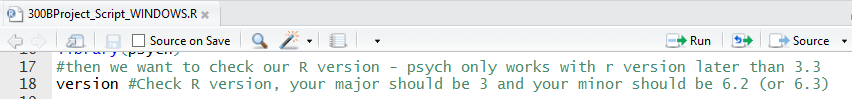 300BProject_Script_WINDOWS.R
Source on Save
Run
Source
library(psych)
17 #then we want to check our R version - psych only works with r version later than 3.3
18 version #Check R version, your major should be 3 and your minor should be 6.2 (or 6.3)